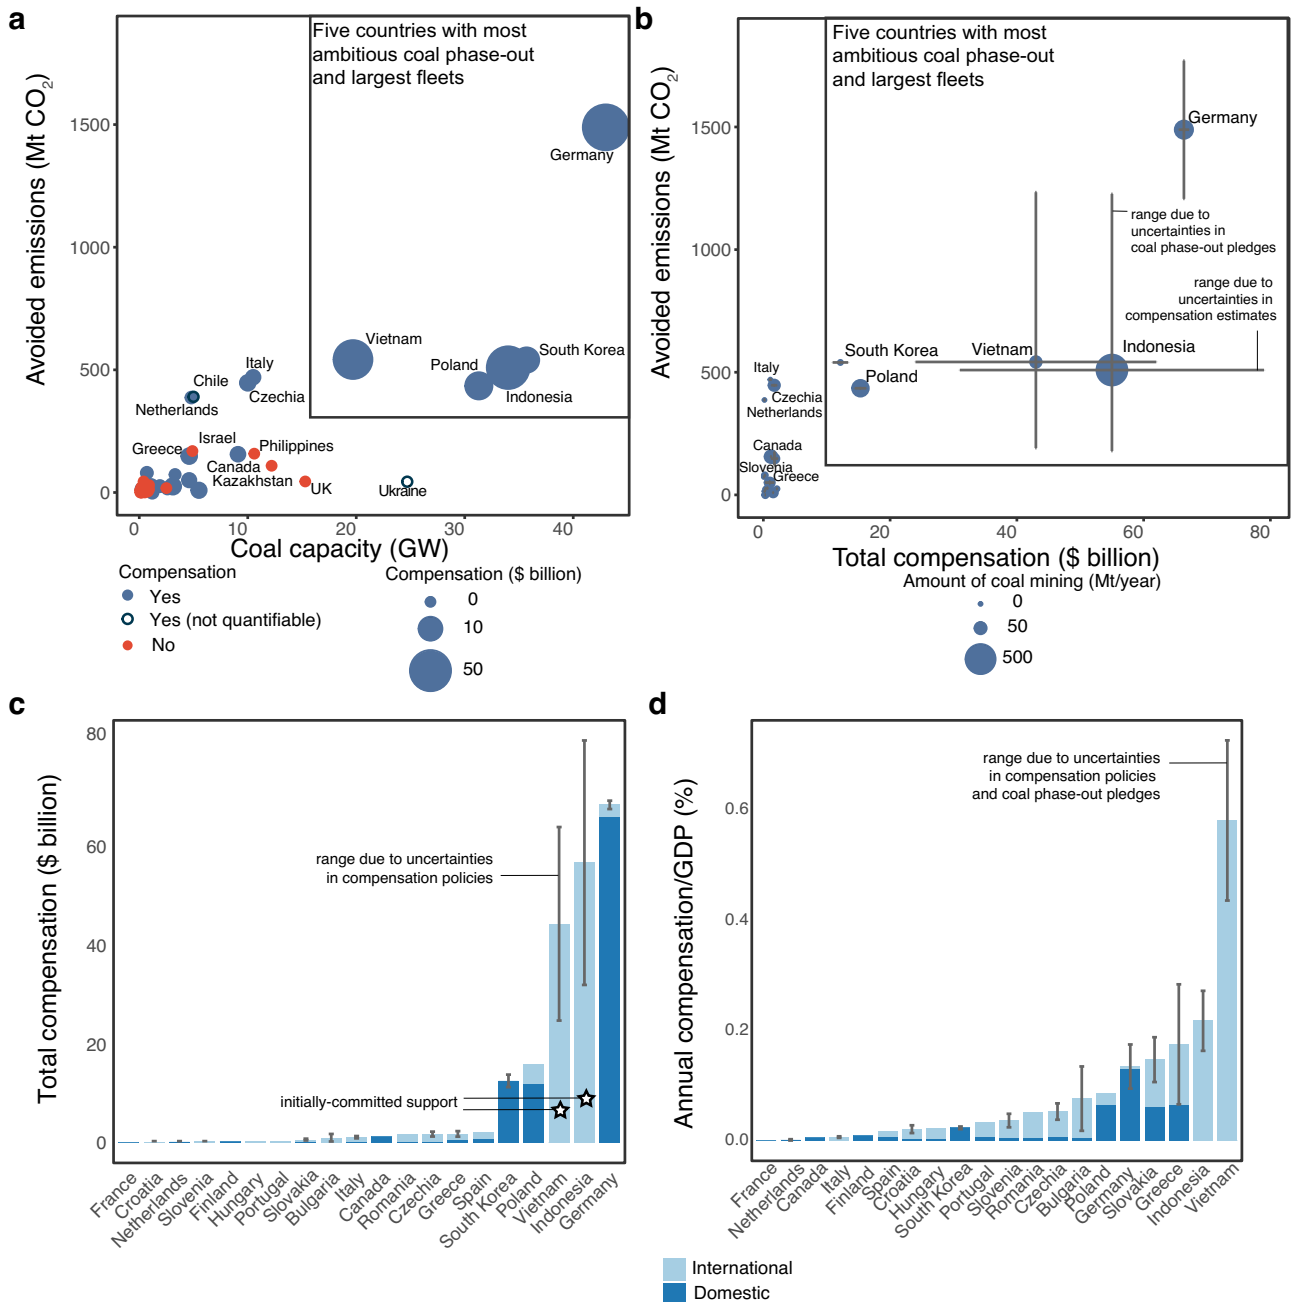 a
Five countries with most
ambitious coal phase-out
and largest fleets
Avoided emissions (Mt CO₂)
1500
1000
500
0
Germany
Vietnam
Poland
South Korea
Indonesia
Italy
Chile
Czechia
Netherlands
Greece
Israel
Philippines
Canada
Kazakhstan
UK
Ukraine
0
10
20
30
40
Coal capacity (GW)
Compensation
Yes
Yes (not quantifiable)
No
Compensation ($ billion)
0
10
50
b
Five countries with most
ambitious coal phase-out
and largest fleets
Avoided emissions (Mt CO₂)
1500
1000
500
0
Germany
range due to
uncertainties in
coal phase-out pledges
range due to
uncertainties in
compensation estimates
South Korea
Vietnam
Indonesia
Poland
Italy
Czechia
Netherlands
Canada
Slovenia
Greece
0
20
40
60
80
Total compensation ($ billion)
Amount of coal mining (Mt/year)
0
50
500
c
Total compensation ($ billion)
80
60
40
20
0
range due to uncertainties
in compensation policies
initially-committed support
France
Croatia
Netherlands
Slovenia
Finland
Hungary
Portugal
Slovakia
Bulgaria
Italy
Canada
Romania
Czechia
Greece
Spain
South Korea
Poland
Vietnam
Indonesia
Germany
d
Annual compensation/GDP (%)
0.6
0.4
0.2
0.0
range due to uncertainties
in compensation policies
and coal phase-out pledges
France
Netherlands
Canada
Italy
Finland
Spain
Croatia
Hungary
South Korea
Portugal
Slovenia
Romania
Czechia
Bulgaria
Poland
Germany
Slovakia
Greece
Indonesia
Vietnam
International
Domestic